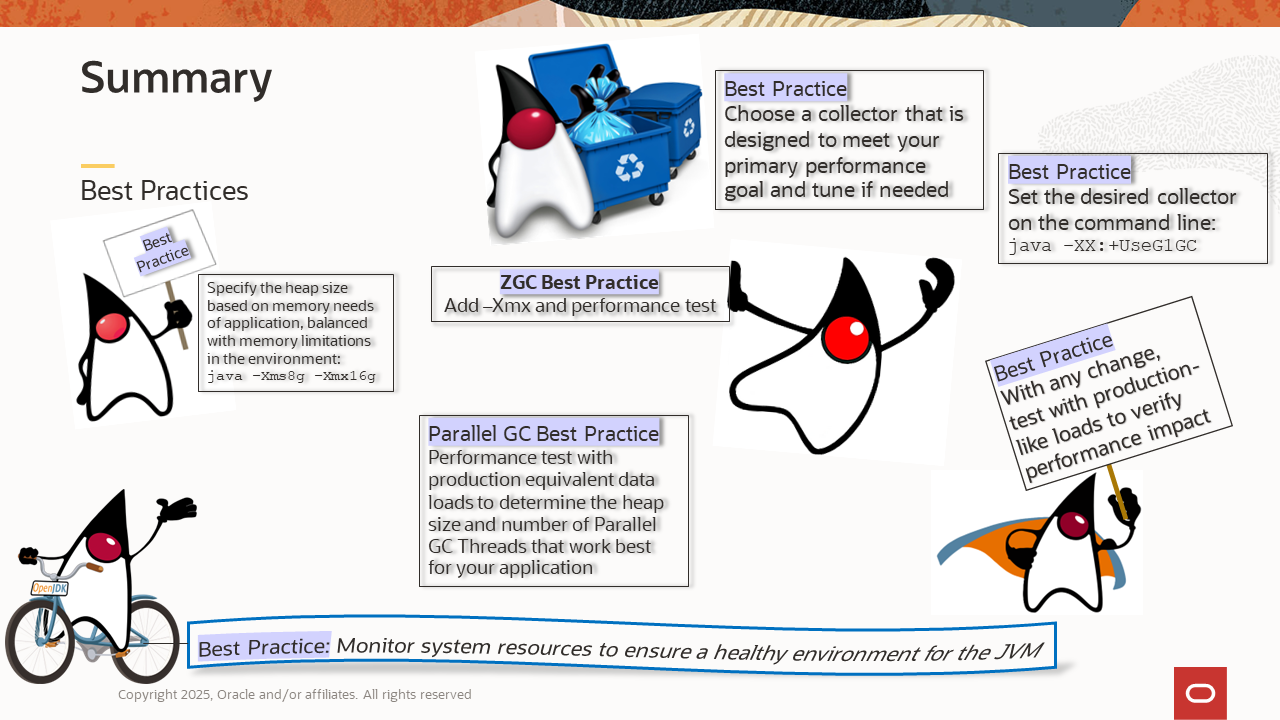 Summary
Best Practices
Best Practice
Choose a collector that is
designed to meet your
primary performance
goal and tune if needed
Best Practice
Set the desired collector
on the command line:
java –XX:+UseG1GC
Best
Practice
Specify the heap size
based on memory needs
of application, balanced
with memory limitations
in the environment:
java –Xms8g –Xmx16g
ZGC Best Practice
Add –Xmx and performance test
Best Practice
With any change,
test with production-
like loads to verify
performance impact
Parallel GC Best Practice
Performance test with
production equivalent data
loads to determine the heap
size and number of Parallel
GC Threads that work best
for your application
OpenJDK
Best Practice: Monitor system resources to ensure a healthy environment for the JVM
Copyright 2025, Oracle and/or affiliates. All rights reserved